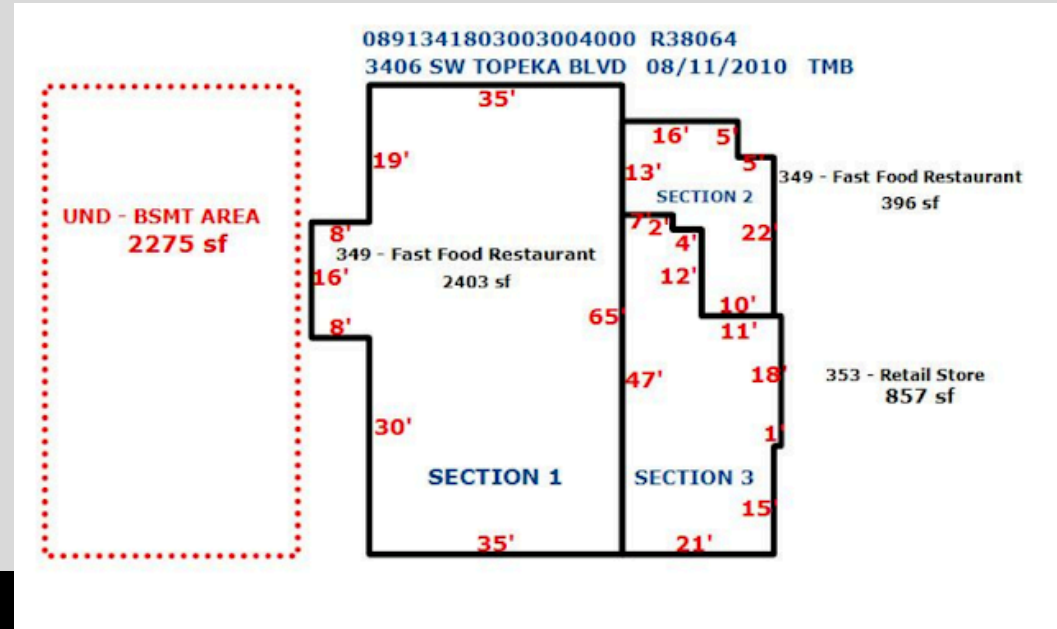 0891341803003004000 R38064
3406 SW TOPEKA BLVD 08/11/2010 TMB
35'
16'
5'
5'
19'
13'
349 - Fast Food Restaurant
396 sf
SECTION 2
UND - BSMT AREA
2275 sf
7'
2'
4'
22'
8'
349 - Fast Food Restaurant
2403 sf
16'
12'
10'
65'
8'
11'
47'
18'
353 - Retail Store
857 sf
30'
1'
SECTION 1
SECTION 3
15'
35'
21'